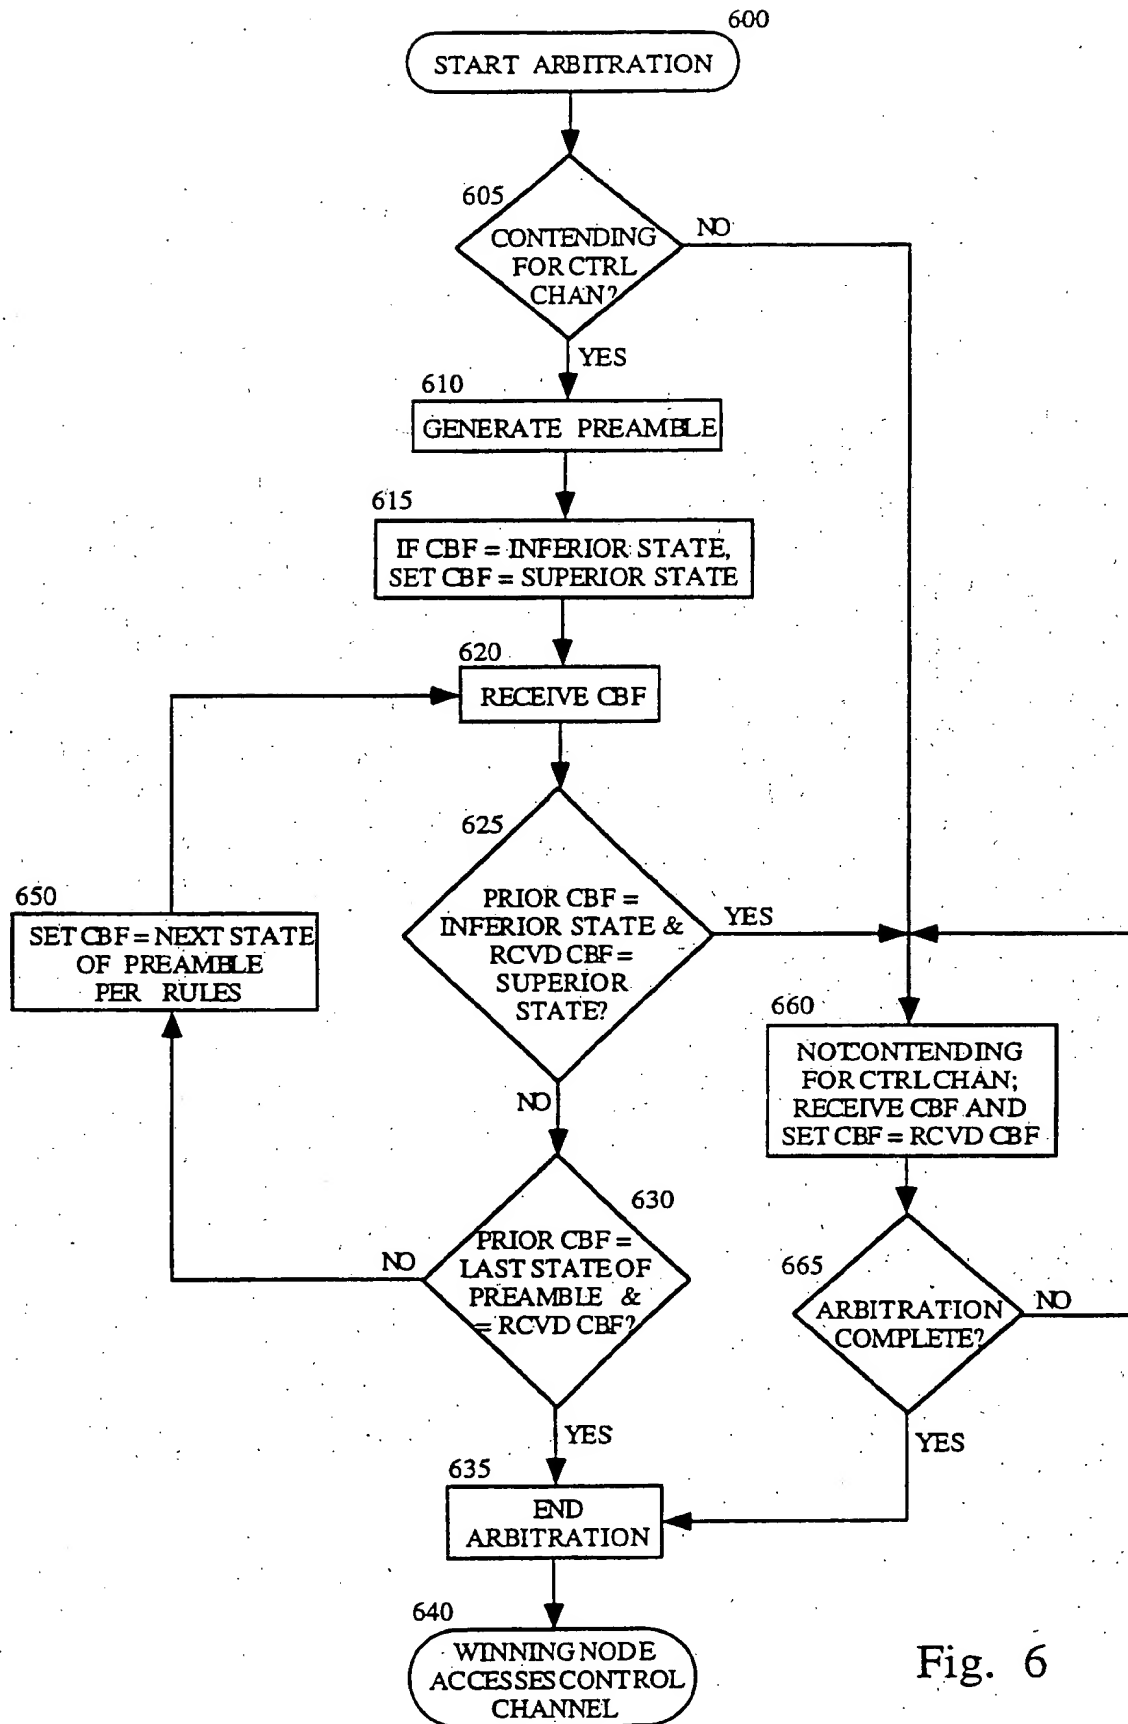 600
START ARBITRATION
605
CONTENDING
FOR CTRL
CHAN?
NO
YES
610
GENERATE PREAMBLE
615
IF CBF = INFERIOR STATE,
SET CBF = SUPERIOR STATE
620
RECEIVE CBF
625
PRIOR CBF =
INFERIOR STATE &
RCVD CBF =
SUPERIOR
STATE?
YES
NO
650
SET CBF = NEXT STATE
OF PREAMBLE
PER RULES
660
NOT CONTENDING
FOR CTRL CHAN;
RECEIVE CBF AND
SET CBF = RCVD CBF
630
PRIOR CBF =
LAST STATE OF
PREAMBLE &
= RCVD CBF?
NO
YES
665
ARBITRATION
COMPLETE?
NO
YES
635
END
ARBITRATION
640
WINNING NODE
ACCESSES CONTROL
CHANNEL
Fig. 6